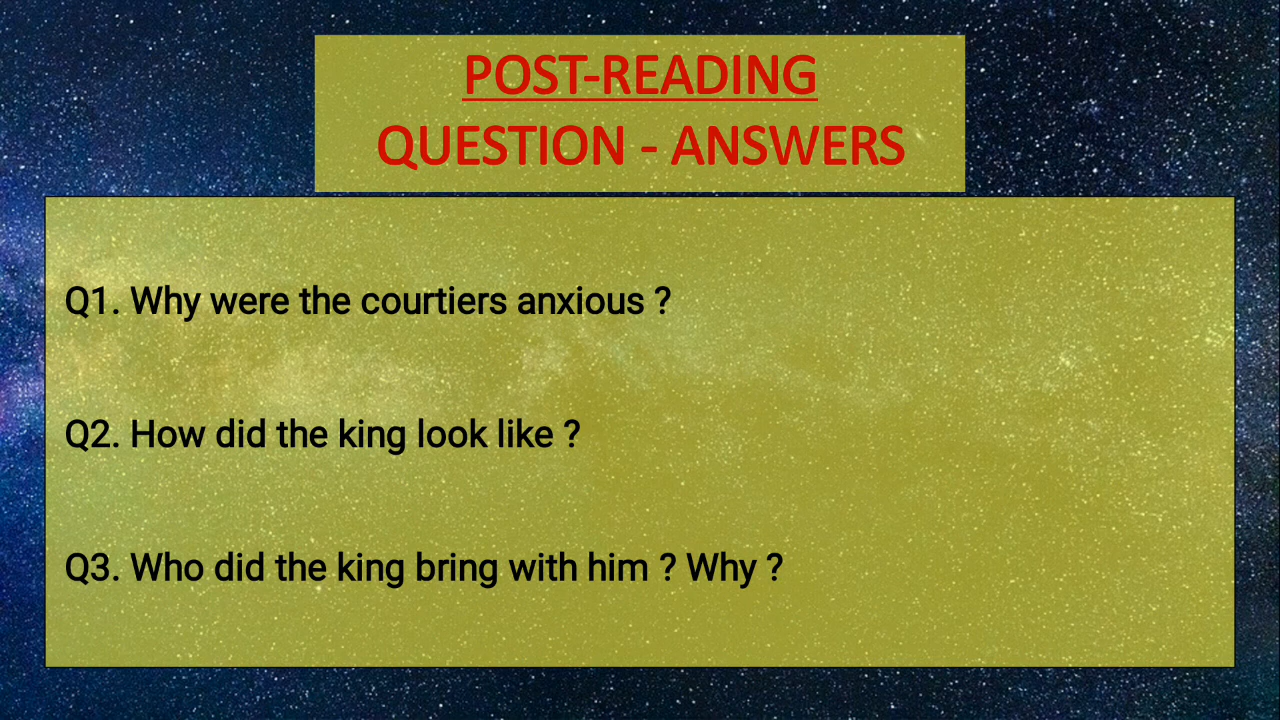 POST-READING
QUESTION - ANSWERS
Q1. Why were the courtiers anxious ?
Q2. How did the king look like ?
Q3. Who did the king bring with him ? Why ?